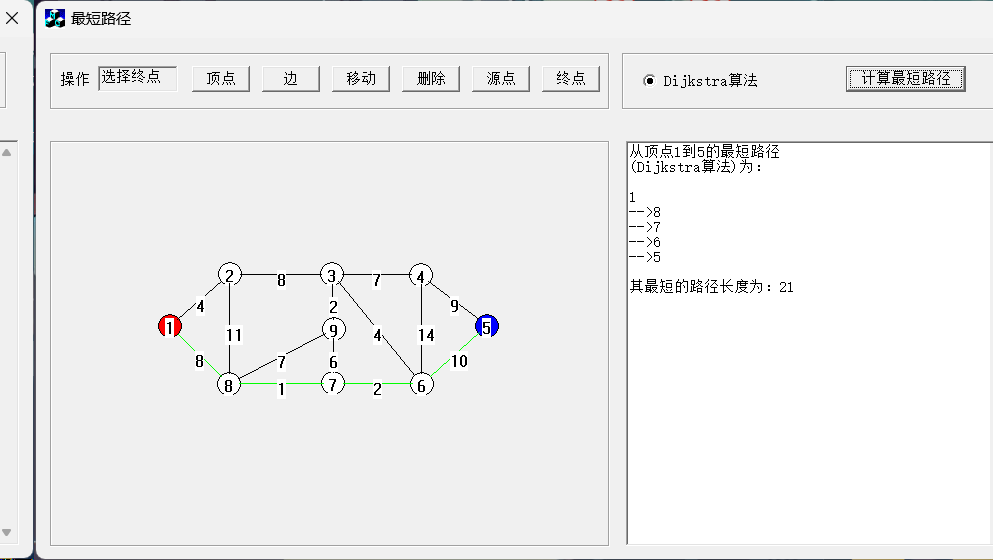 最短路径
操作 选择终点 顶点 边 移动 删除 源点 终点
Dijkstra算法 计算最短路径
从顶点1到5的最短路径
(Dijkstra算法)为：
1
-->8
-->7
-->6
-->5
其最短的路径长度为：21
2 8 3 7 4
4 2 9
1 11 9 4 14 5
8 7 6 10
8 1 7 2 6